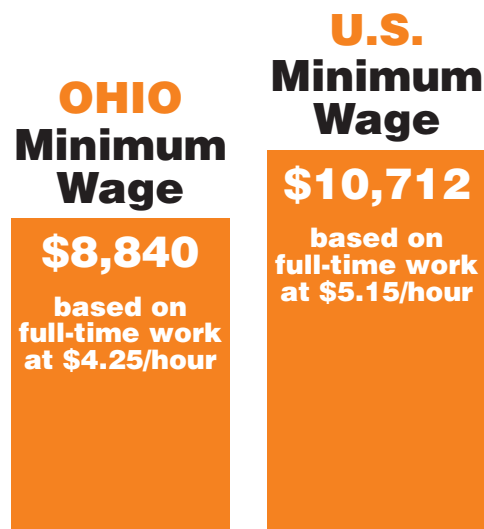 OHIO
Minimum
Wage
$8,840
based on
full-time work
at $4.25/hour
U.S.
Minimum
Wage
$10,712
based on
full-time work
at $5.15/hour